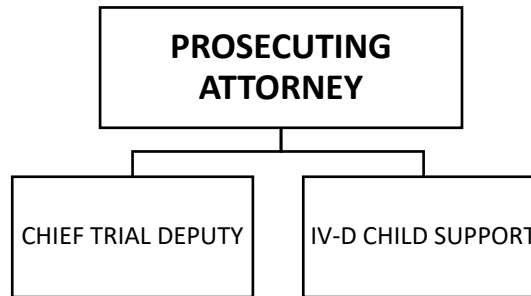 PROSECUTING
ATTORNEY
CHIEF TRIAL DEPUTY
IV-D CHILD SUPPORT